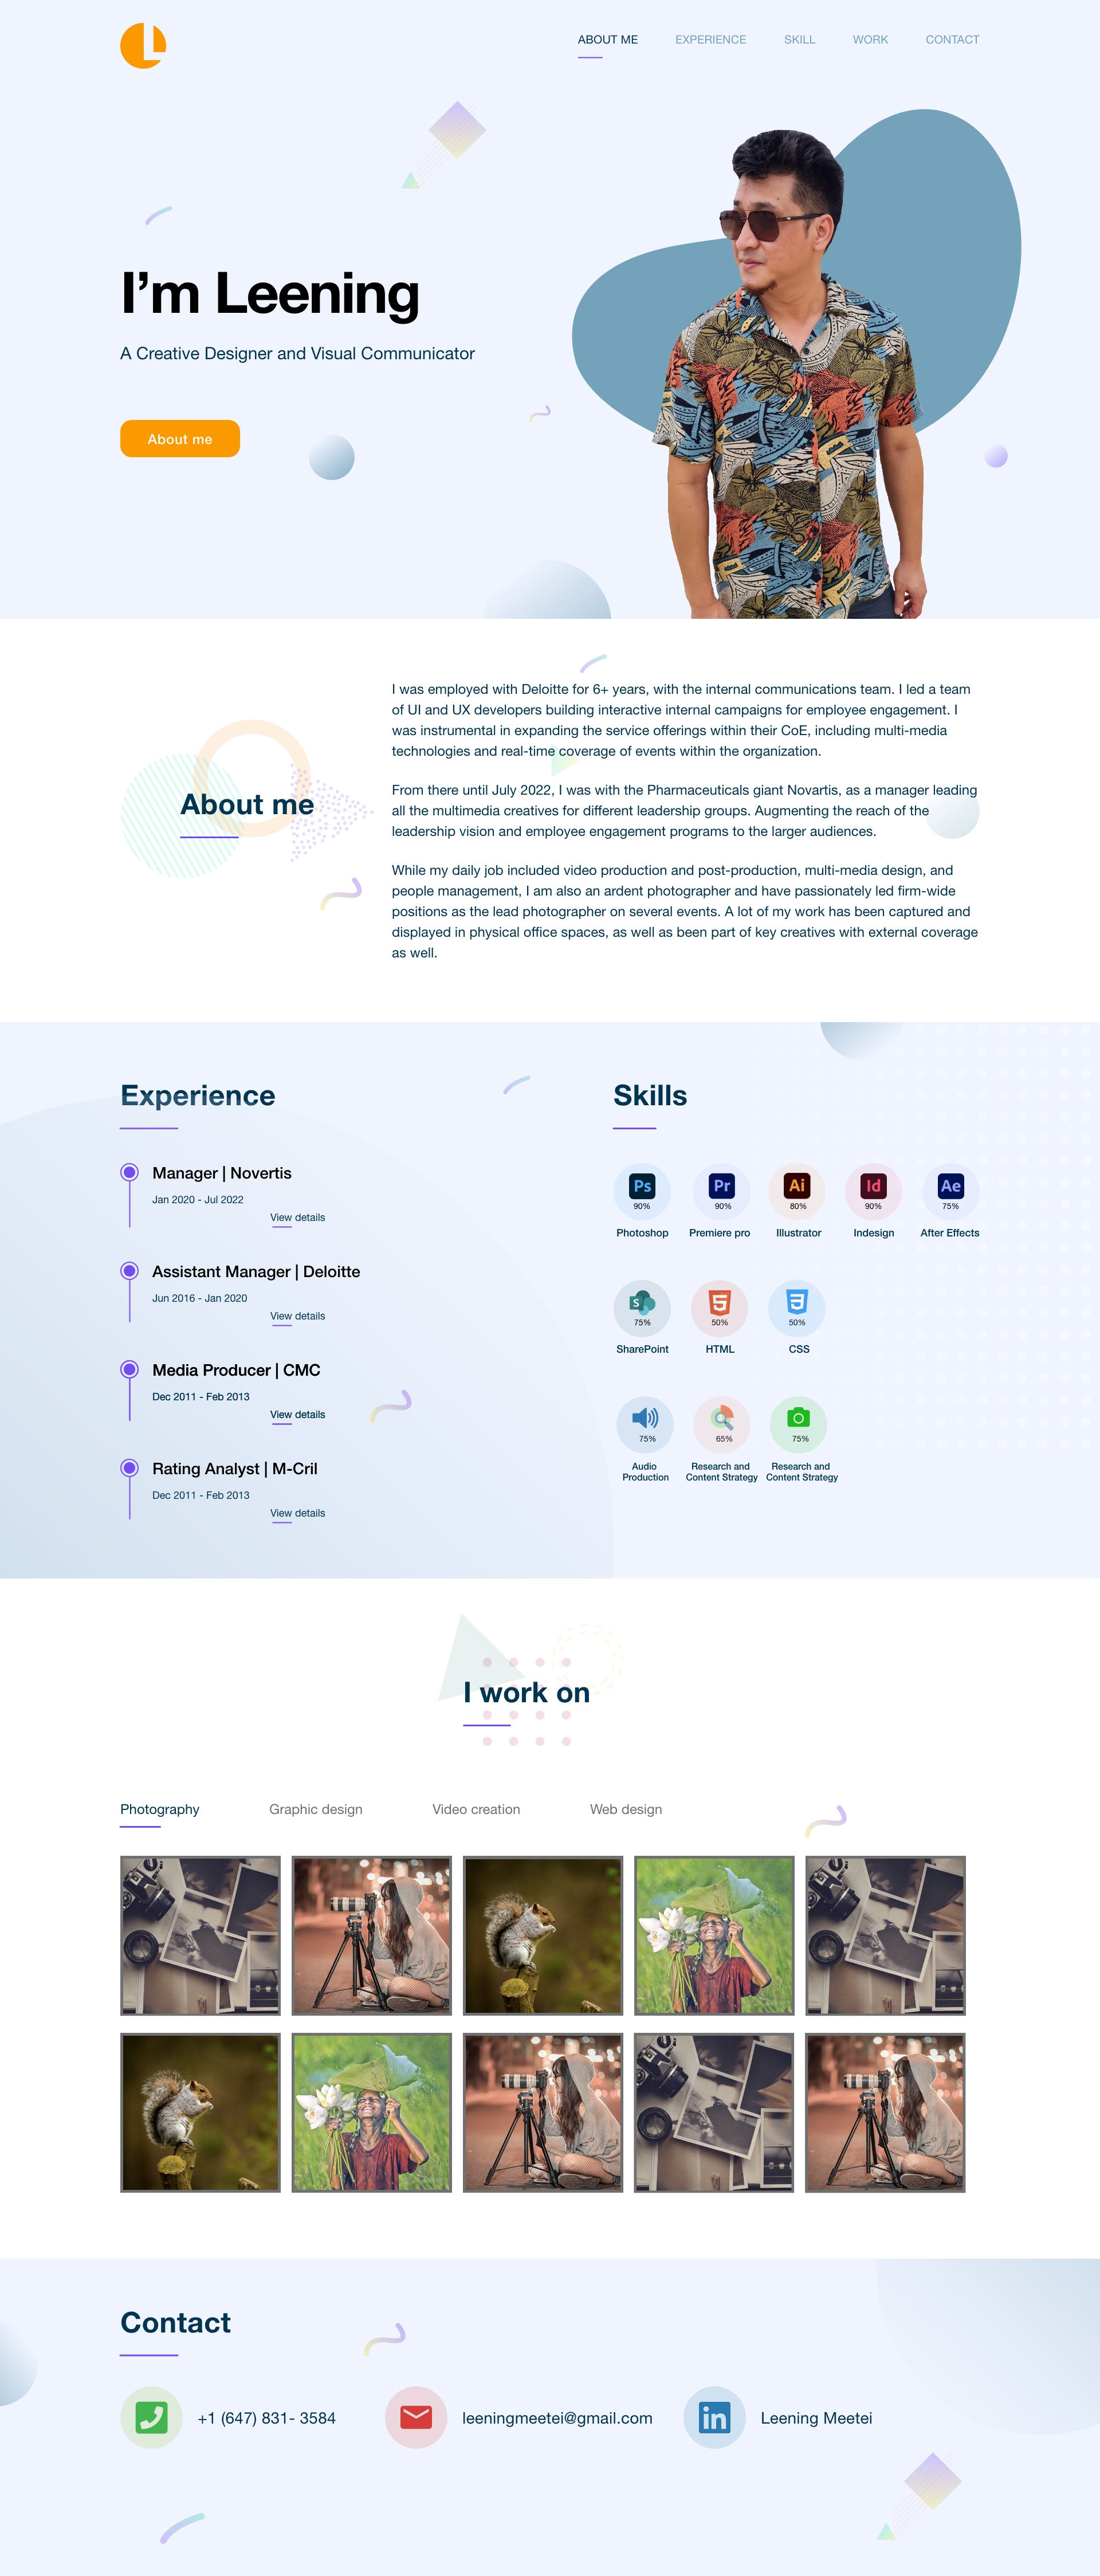 ABOUT ME
EXPERIENCE
SKILL
WORK
CONTACT
I'm Leening
A Creative Designer and Visual Communicator
About me
I was employed with Deloitte for 6+ years, with the internal communications team. I led a team
of UI and UX developers building interactive internal campaigns for employee engagement. I
was instrumental in expanding the service offerings within their CoE, including multi-media
technologies and real-time coverage of events within the organization.
About me
From there until July 2022, I was with the Pharmaceuticals giant Novartis, as a manager leading
all the multimedia creatives for different leadership groups. Augmenting the reach of the
leadership vision and employee engagement programs to the larger audiences.
While my daily job included video production and post-production, multi-media design, and
people management, I am also an ardent photographer and have passionately led firm-wide
positions as the lead photographer on several events. A lot of my work has been captured and
displayed in physical office spaces, as well as been part of key creatives with external coverage
as well.
Experience
Manager | Novertis
Jan 2020 - Jul 2022
View details
Assistant Manager | Deloitte
Jun 2016 - Jan 2020
View details
Media Producer | CMC
Dec 2011 - Feb 2013
View details
Rating Analyst | M-Cril
Dec 2011 - Feb 2013
View details
Skills
Ps
90%
Photoshop
Pr
90%
Premiere pro
Ai
80%
Illustrator
Id
90%
Indesign
Ae
75%
After Effects
S
75%
SharePoint
5
50%
HTML
3
50%
CSS
75%
Audio
Production
65%
Research and
Content Strategy
75%
Research and
Content Strategy
I work on
Photography
Graphic design
Video creation
Web design
Contact
+1 (647) 831- 3584
leeningmeetei@gmail.com
in
Leening Meetei